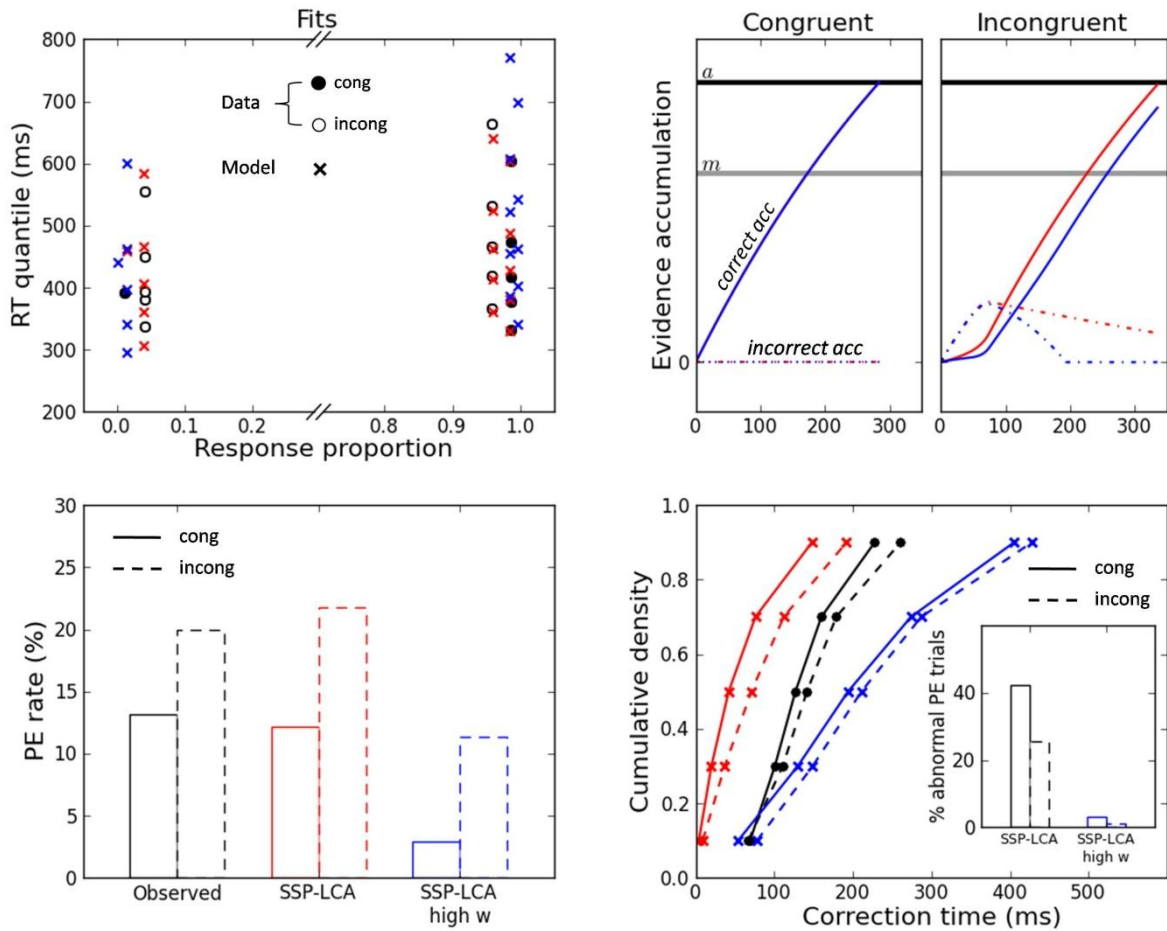 Fits
800
700
600
500
400
300
200
RT quantile (ms)
Data
cong
incong
Model
0.0
0.1
0.2
0.8
0.9
1.0
Response proportion
Congruent
Incongruent
Evidence accumulation
a
m
0
correct acc
incorrect acc
0
100
200
300
0
100
200
300
30
25
20
15
10
5
0
PE rate (%)
cong
incong
Observed
SSP-LCA
SSP-LCA
high w
1.0
0.8
0.6
0.4
0.2
0.0
Cumulative density
cong
incong
% abnormal PE trials
40
20
0
SSP-LCA
SSP-LCA
high w
0
100
200
300
400
500
Correction time (ms)